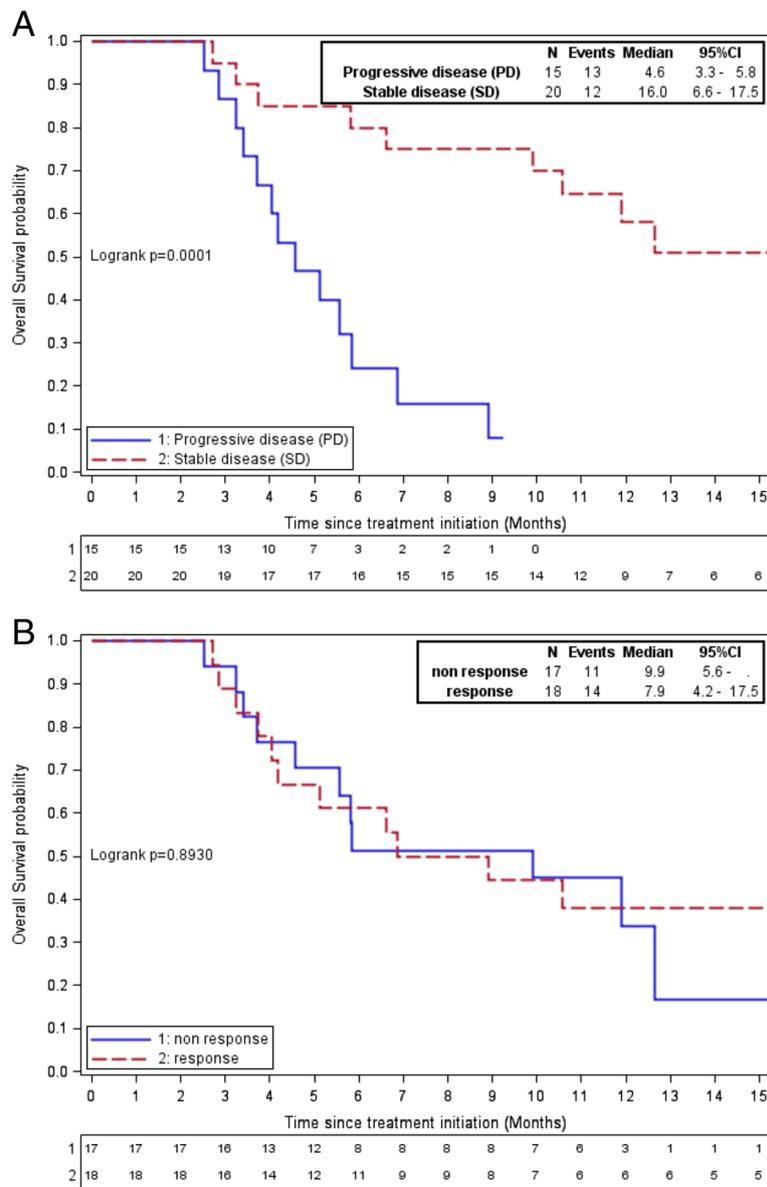 A
N Events Median 95%CI
Progressive disease (PD) 15 13 4.6 3.3 - 5.8
Stable disease (SD) 20 12 16.0 6.6 - 17.5
1.0
0.9
0.8
0.7
0.6
0.5
0.4
0.3
0.2
0.1
0.0
Overall Survival probability
Logrank p=0.0001
1: Progressive disease (PD)
2: Stable disease (SD)
0 1 2 3 4 5 6 7 8 9 10 11 12 13 14 15
Time since treatment initiation (Months)
1 15 15 15 13 10 7 3 2 2 1 0
2 20 20 20 19 17 17 16 15 15 15 14 12 9 7 6 6
B
N Events Median 95%CI
non response 17 11 9.9 5.6 - .
response 18 14 7.9 4.2 - 17.5
1.0
0.9
0.8
0.7
0.6
0.5
0.4
0.3
0.2
0.1
0.0
Overall Survival probability
Logrank p=0.8930
1: non response
2: response
0 1 2 3 4 5 6 7 8 9 10 11 12 13 14 15
Time since treatment initiation (Months)
1 17 17 17 16 13 12 8 8 8 8 7 6 3 1 1 1
2 18 18 18 16 14 12 11 9 9 8 7 6 6 6 5 5